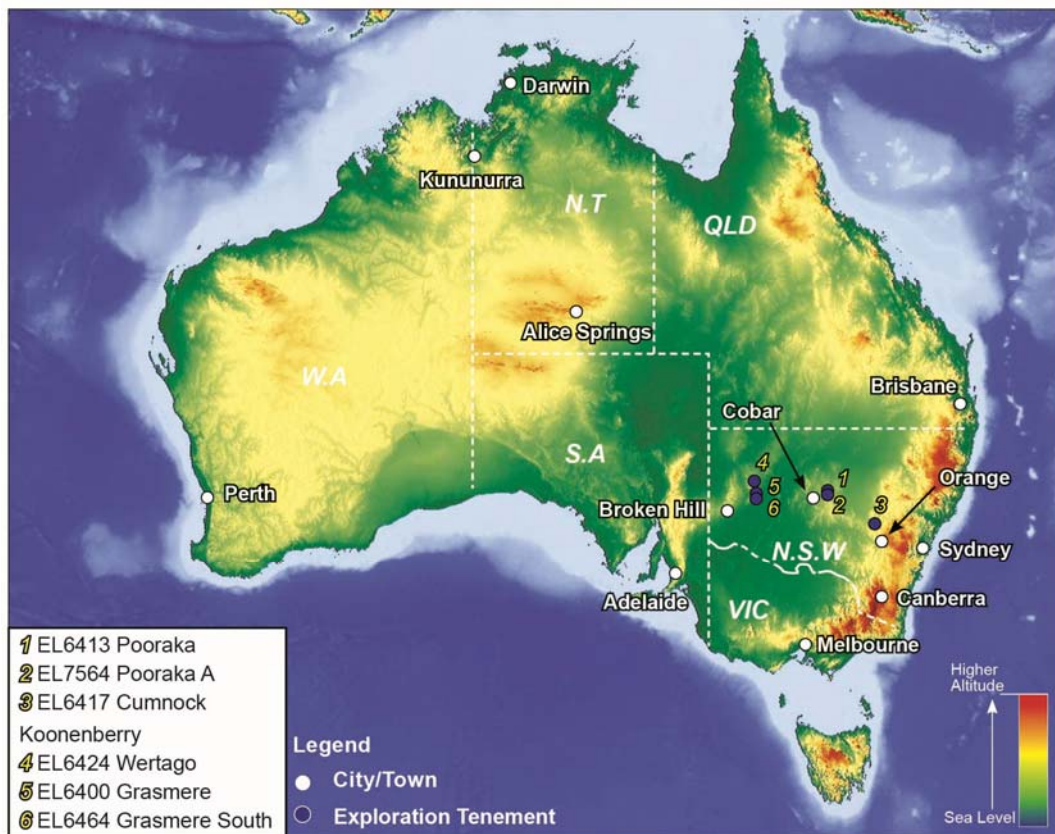 Darwin
Kununurra
N.T
QLD
Alice Springs
W.A
Brisbane
Cobar
S.A
4
5
6
1
2
3
Orange
Perth
Broken Hill
N.S.W
Sydney
Adelaide
VIC
Canberra
Melbourne
1 EL6413 Pooraka
2 EL7564 Pooraka A
3 EL6417 Cumnock
Koonenberry
4 EL6424 Wertago
5 EL6400 Grasmere
6 EL6464 Grasmere South
Legend
City/Town
Exploration Tenement
Higher
Altitude
Sea Level